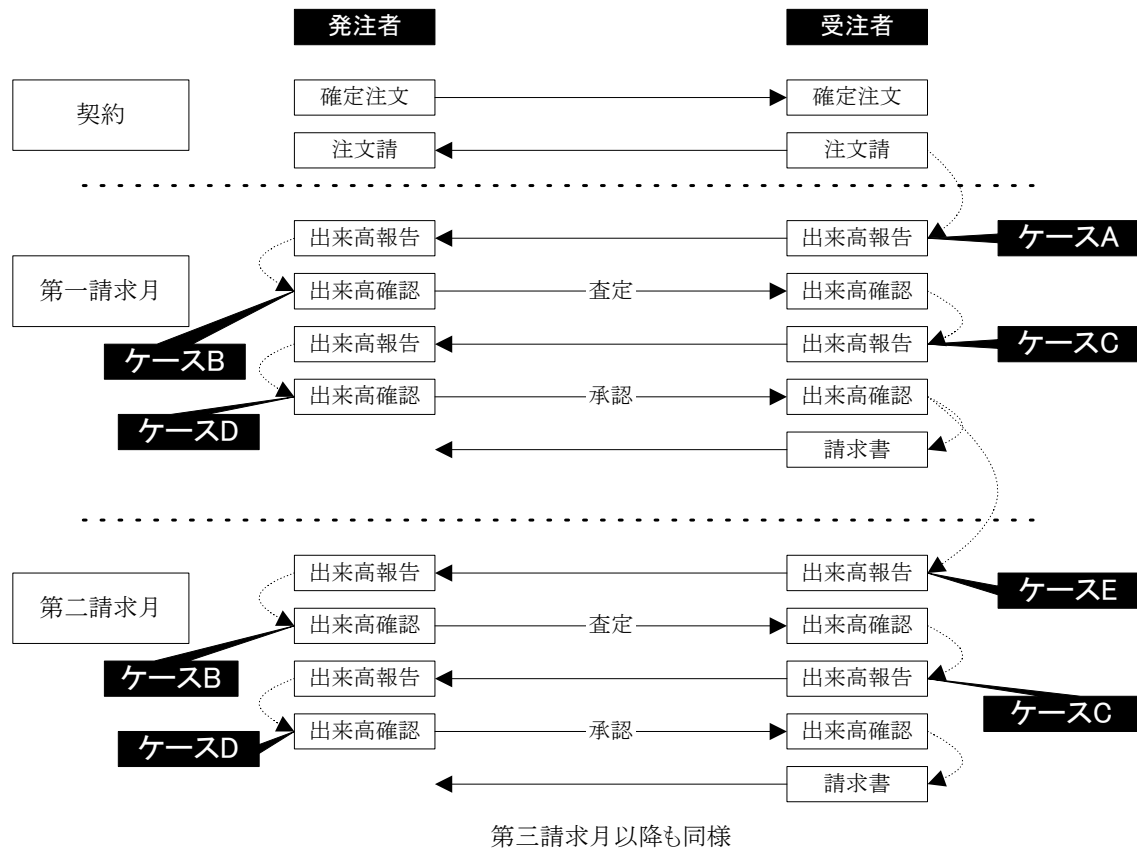 発注者 受注者
契約 確定注文 確定注文
注文請 注文請
出来高報告 出来高報告 ケースA
第一請求月 出来高確認 査定 出来高確認
ケースB 出来高報告 出来高報告 ケースC
ケースD 出来高確認 承認 出来高確認
請求書
出来高報告 出来高報告 ケースE
第二請求月 出来高確認 査定 出来高確認
ケースB 出来高報告 出来高報告 ケースC
ケースD 出来高確認 承認 出来高確認
請求書
第三請求月以降も同様